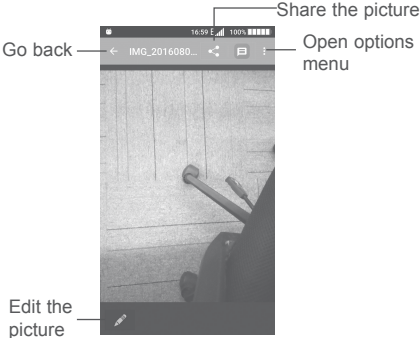 Share the picture
16:59 E 100%
Go back
IMG_2016080...
Open options
menu
Edit the
picture